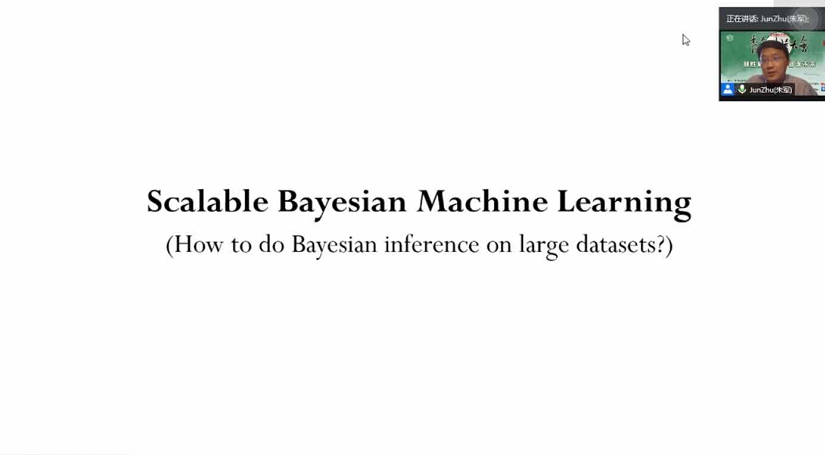 正在讲话: JunZhu(朱军);
JunZhu(朱军)
Scalable Bayesian Machine Learning
(How to do Bayesian inference on large datasets?)